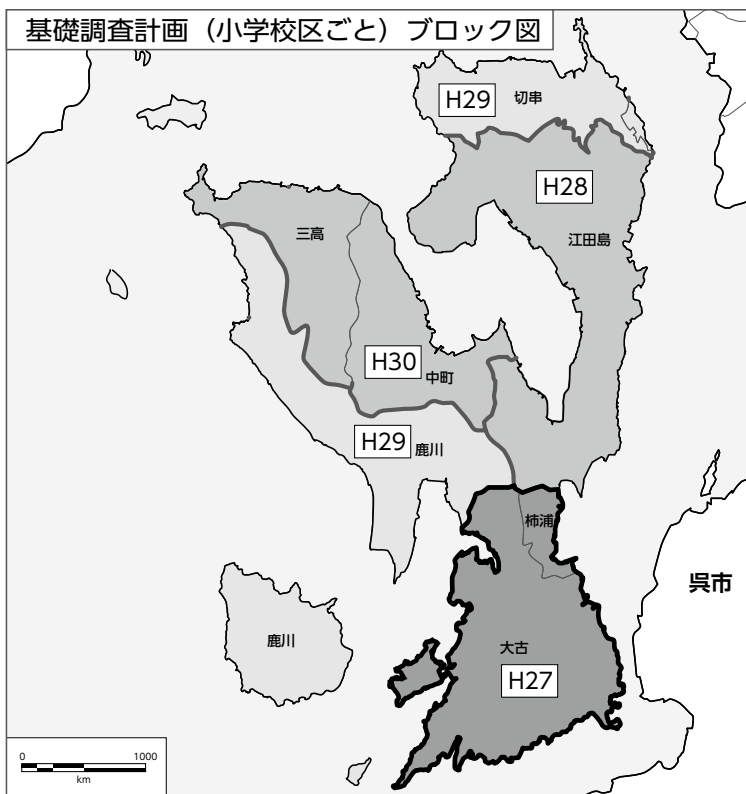 基礎調査計画（小学校区ごと）ブロック図
H29
切串
H28
江田島
三高
H30
中町
H29
鹿川
柿浦
呉市
鹿川
大古
H27
0 1000
km